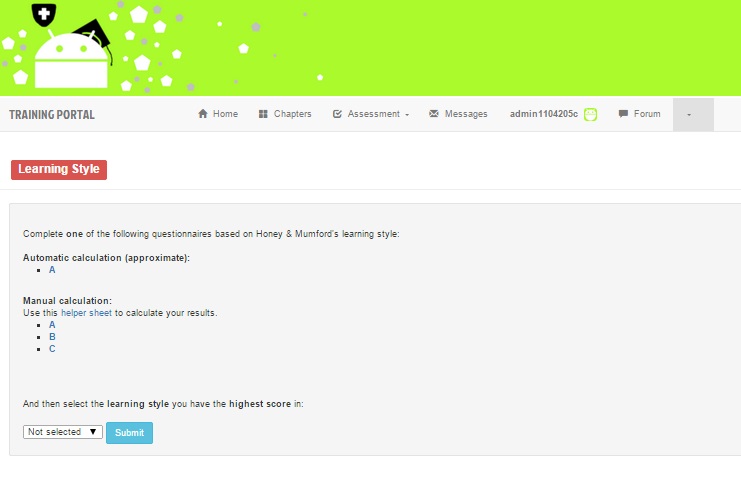 TRAINING PORTAL Home Chapters Assessment Messages admin1104205c Forum
Learning Style
Complete one of the following questionnaires based on Honey & Mumford's learning style:
Automatic calculation (approximate):
A
Manual calculation:
Use this helper sheet to calculate your results.
A
B
C
And then select the learning style you have the highest score in:
Not selected Submit